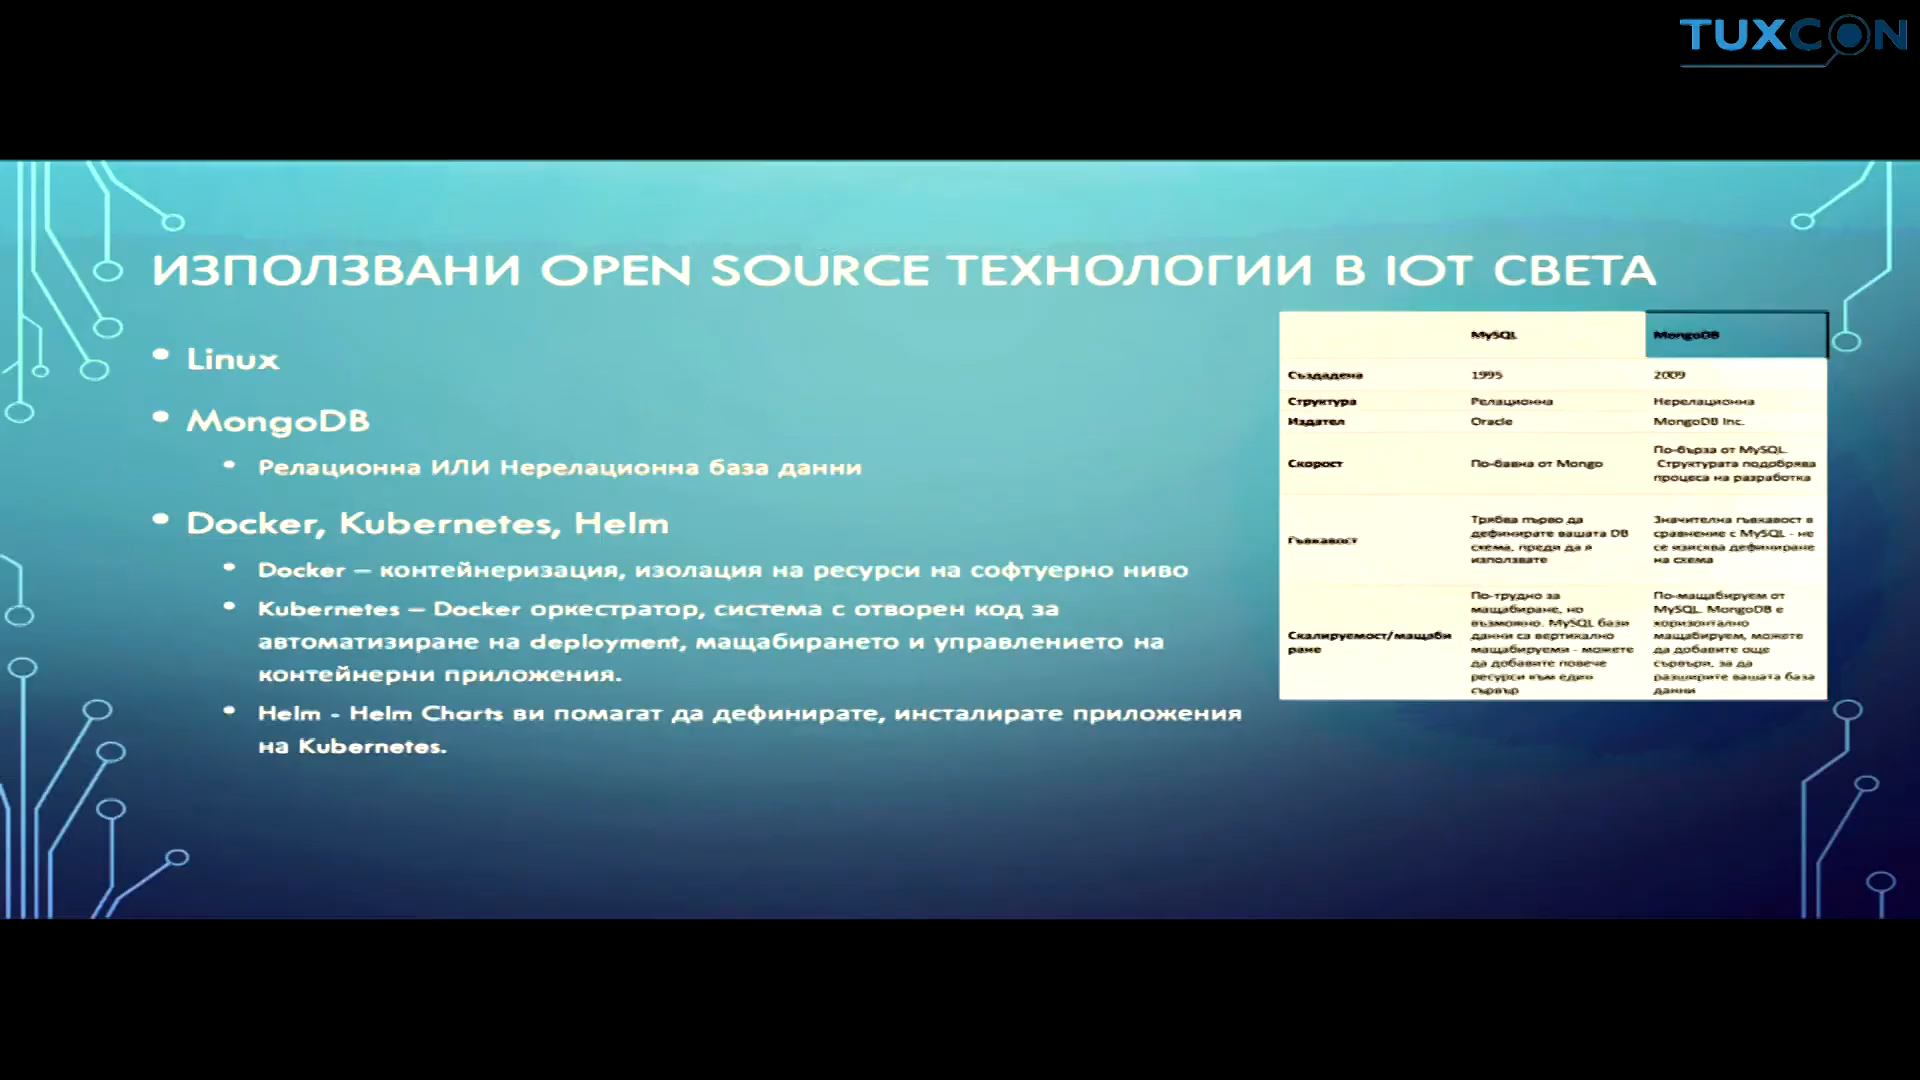 TUXCON
ИЗПОЛЗВАНИ OPEN SOURCE ТЕХНОЛОГИИ В IOT СВЕТА
• Linux
• MongoDB
• Релационна ИЛИ Нерелационна база данни
• Docker, Kubernetes, Helm
• Docker – контейнеризация, изолация на ресурси на софтуерно ниво
• Kubernetes – Docker оркестратор, система с отворен код за
автоматизиране на deployment, мащабирането и управлението на
контейнерни приложения.
• Helm - Helm Charts ви помагат да дефинирате, инсталирате приложения
на Kubernetes.
MySQL MongoDB
Създадена 1995 2009
Структура Релационна Нерелационна
Издател Oracle MongoDB Inc.
Скорост По-бавна от Mongo
По-бърза от MySQL.
Структурата подобрява
процеса на разработка
Гъвкавост
Трябва първо да
дефинирате вашата DB
схема, преди да я
използвате
Значителна гъвкавост в
сравнение с MySQL - не
се изисква дефиниране
на схема
Скалируемост/мащаби
ране
По-трудно за
мащабиране, но
възможно. MySQL бази
данни са вертикално
мащабируеми - можете
да добавите повече
ресурси към един
сървър
По-мащабируем от
MySQL. MongoDB е
хоризонтално
мащабируем, можете
да добавите още
сървъри, за да
разширите вашата база
данни